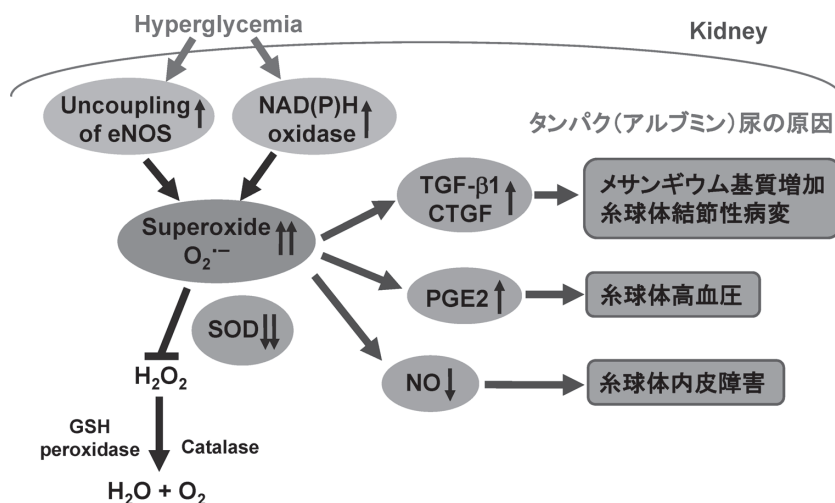 Hyperglycemia
Kidney
Uncoupling↑
of eNOS
NAD(P)H↑
oxidase
タンパク(アルブミン)尿の原因
TGF-β1↑
CTGF
メサンギウム基質増加
糸球体結節性病変
Superoxide↑↑
O₂·−
PGE2↑
糸球体高血圧
SOD↓↓
H₂O₂
NO↓
糸球体内皮障害
GSH
peroxidase
Catalase
H₂O + O₂